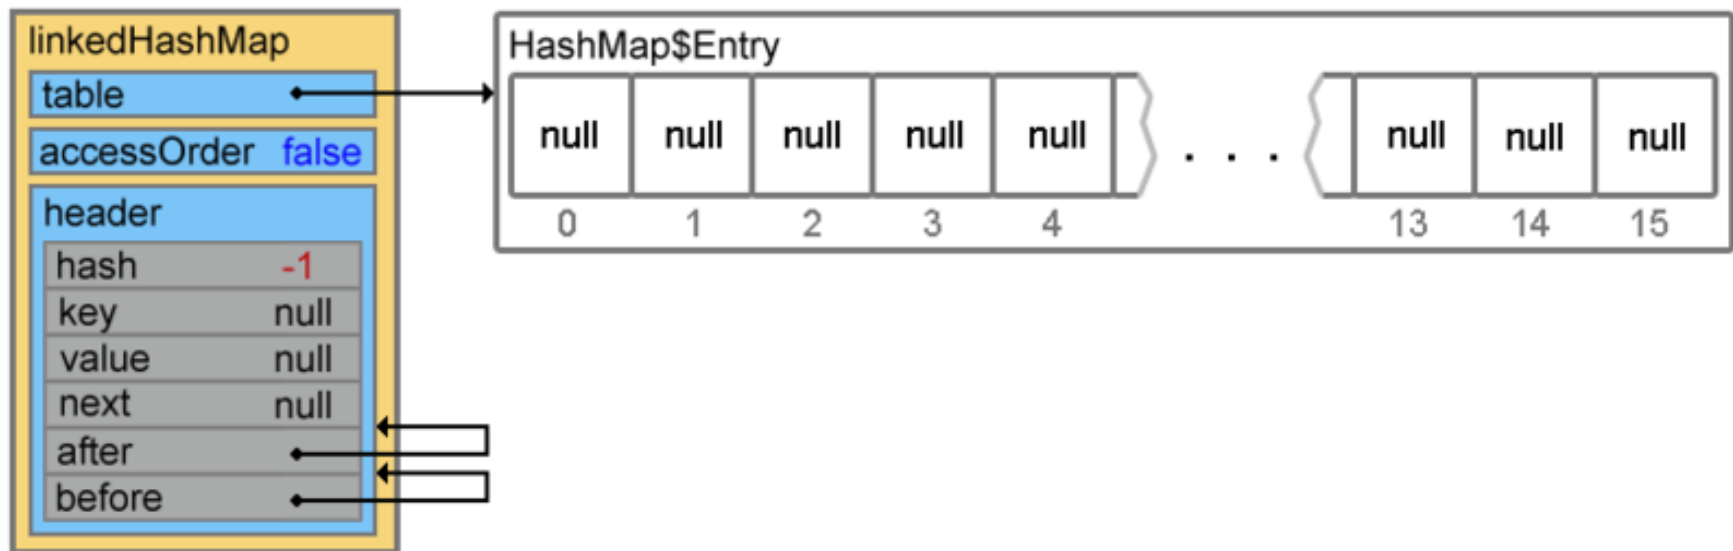 linkedHashMap
table
accessOrder false
header
hash -1
key null
value null
next null
after
before
HashMap$Entry
null null null null null . . . null null null
0 1 2 3 4 13 14 15